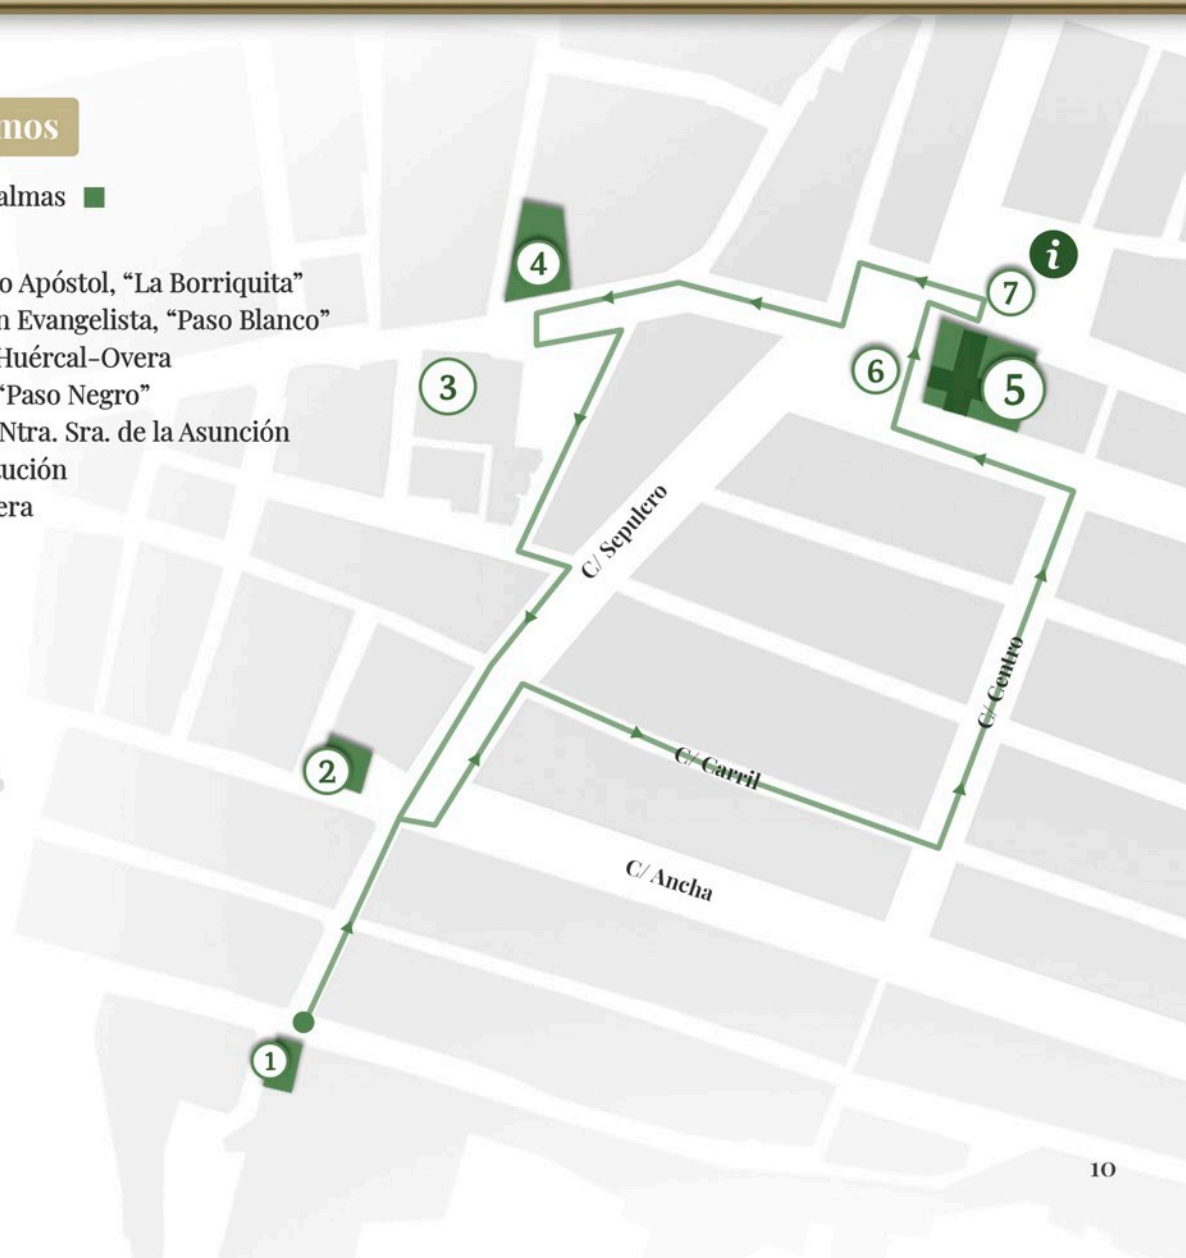 mos
almas
o Apóstol, “La Borriquita”
n Evangelista, “Paso Blanco”
Huércal-Overa
“Paso Negro”
Ntra. Sra. de la Asunción
tución
era
4
i
7
3
6
5
C/ Sepulcro
C/ Centro
2
C/ Carril
C/ Ancha
1
10